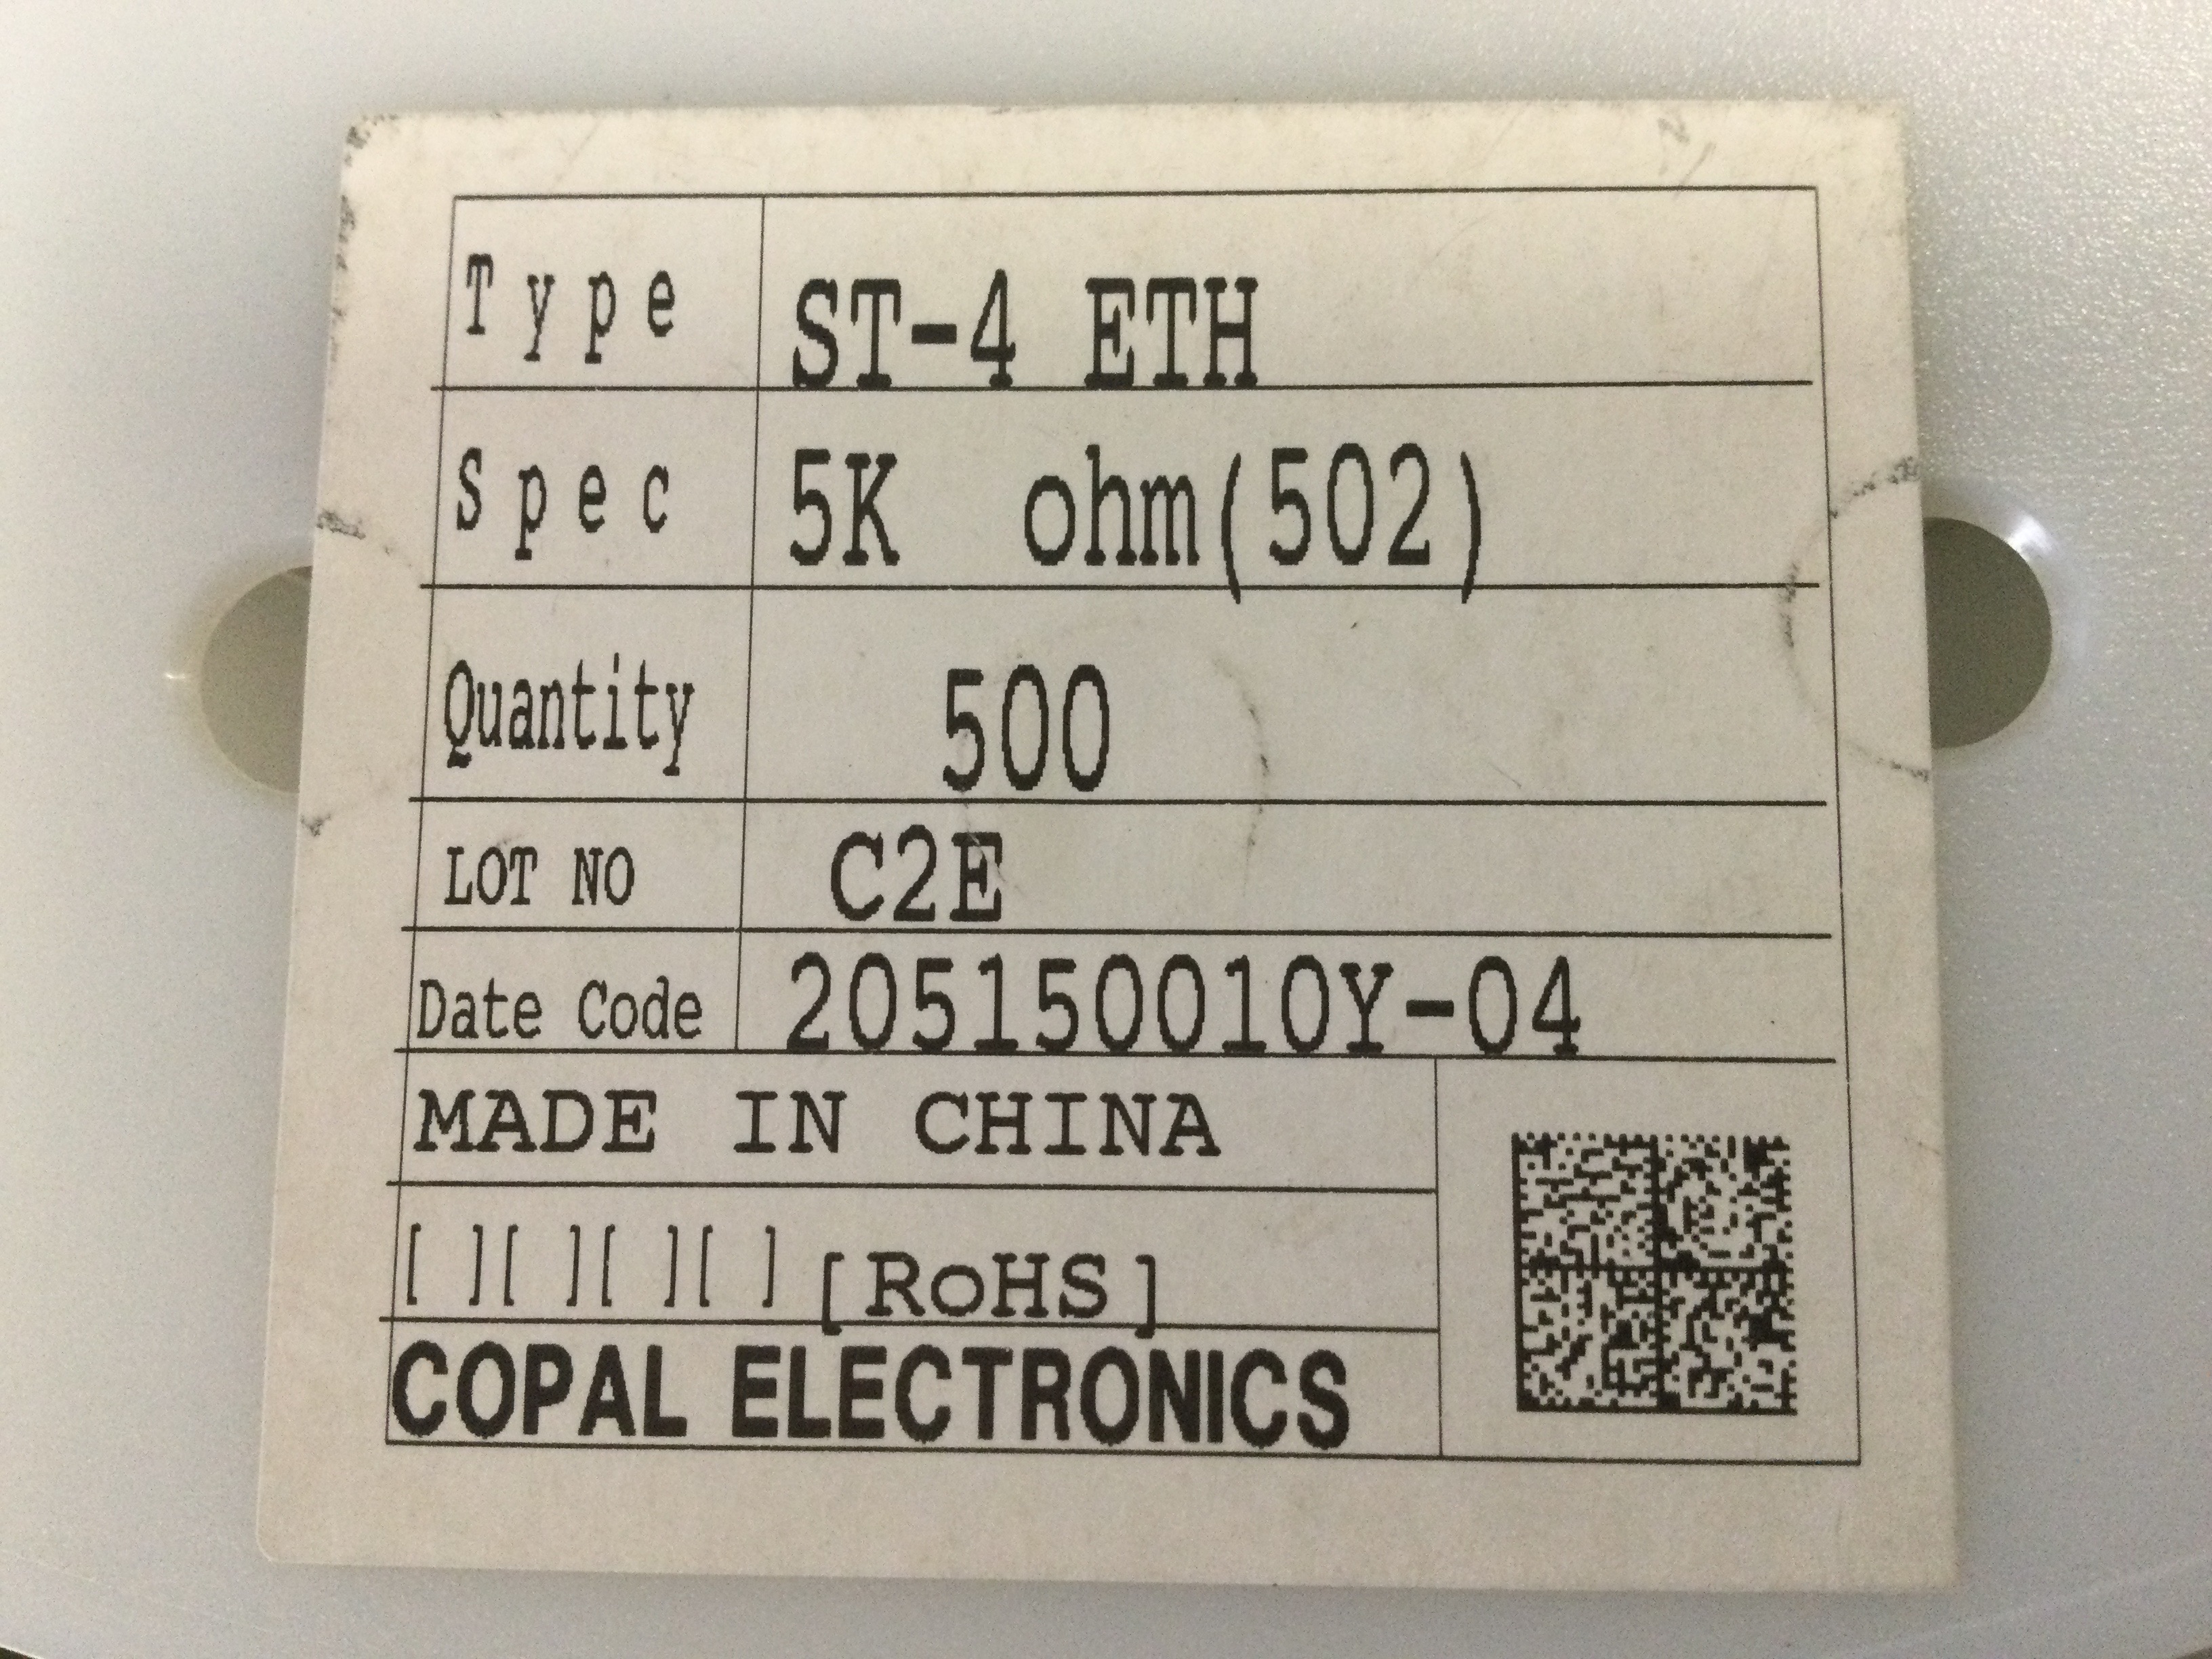 Type ST-4 ETH
Spec 5K ohm(502)
Quantity 500
LOT NO C2E
Date Code 205150010Y-04
MADE IN CHINA
[ ][ ][ ][ ] [RoHS]
COPAL ELECTRONICS